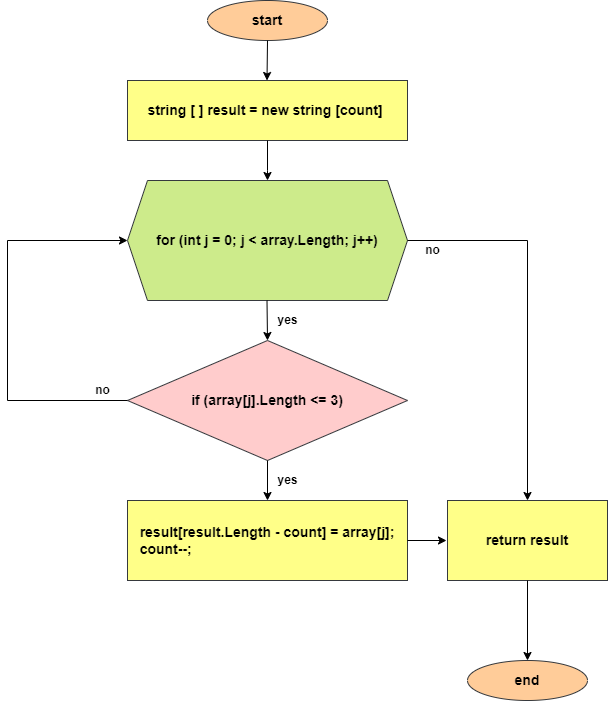 start
string [ ] result = new string [count]
for (int j = 0; j < array.Length; j++)
no
yes
no
if (array[j].Length <= 3)
yes
result[result.Length - count] = array[j];
count--;
return result
end